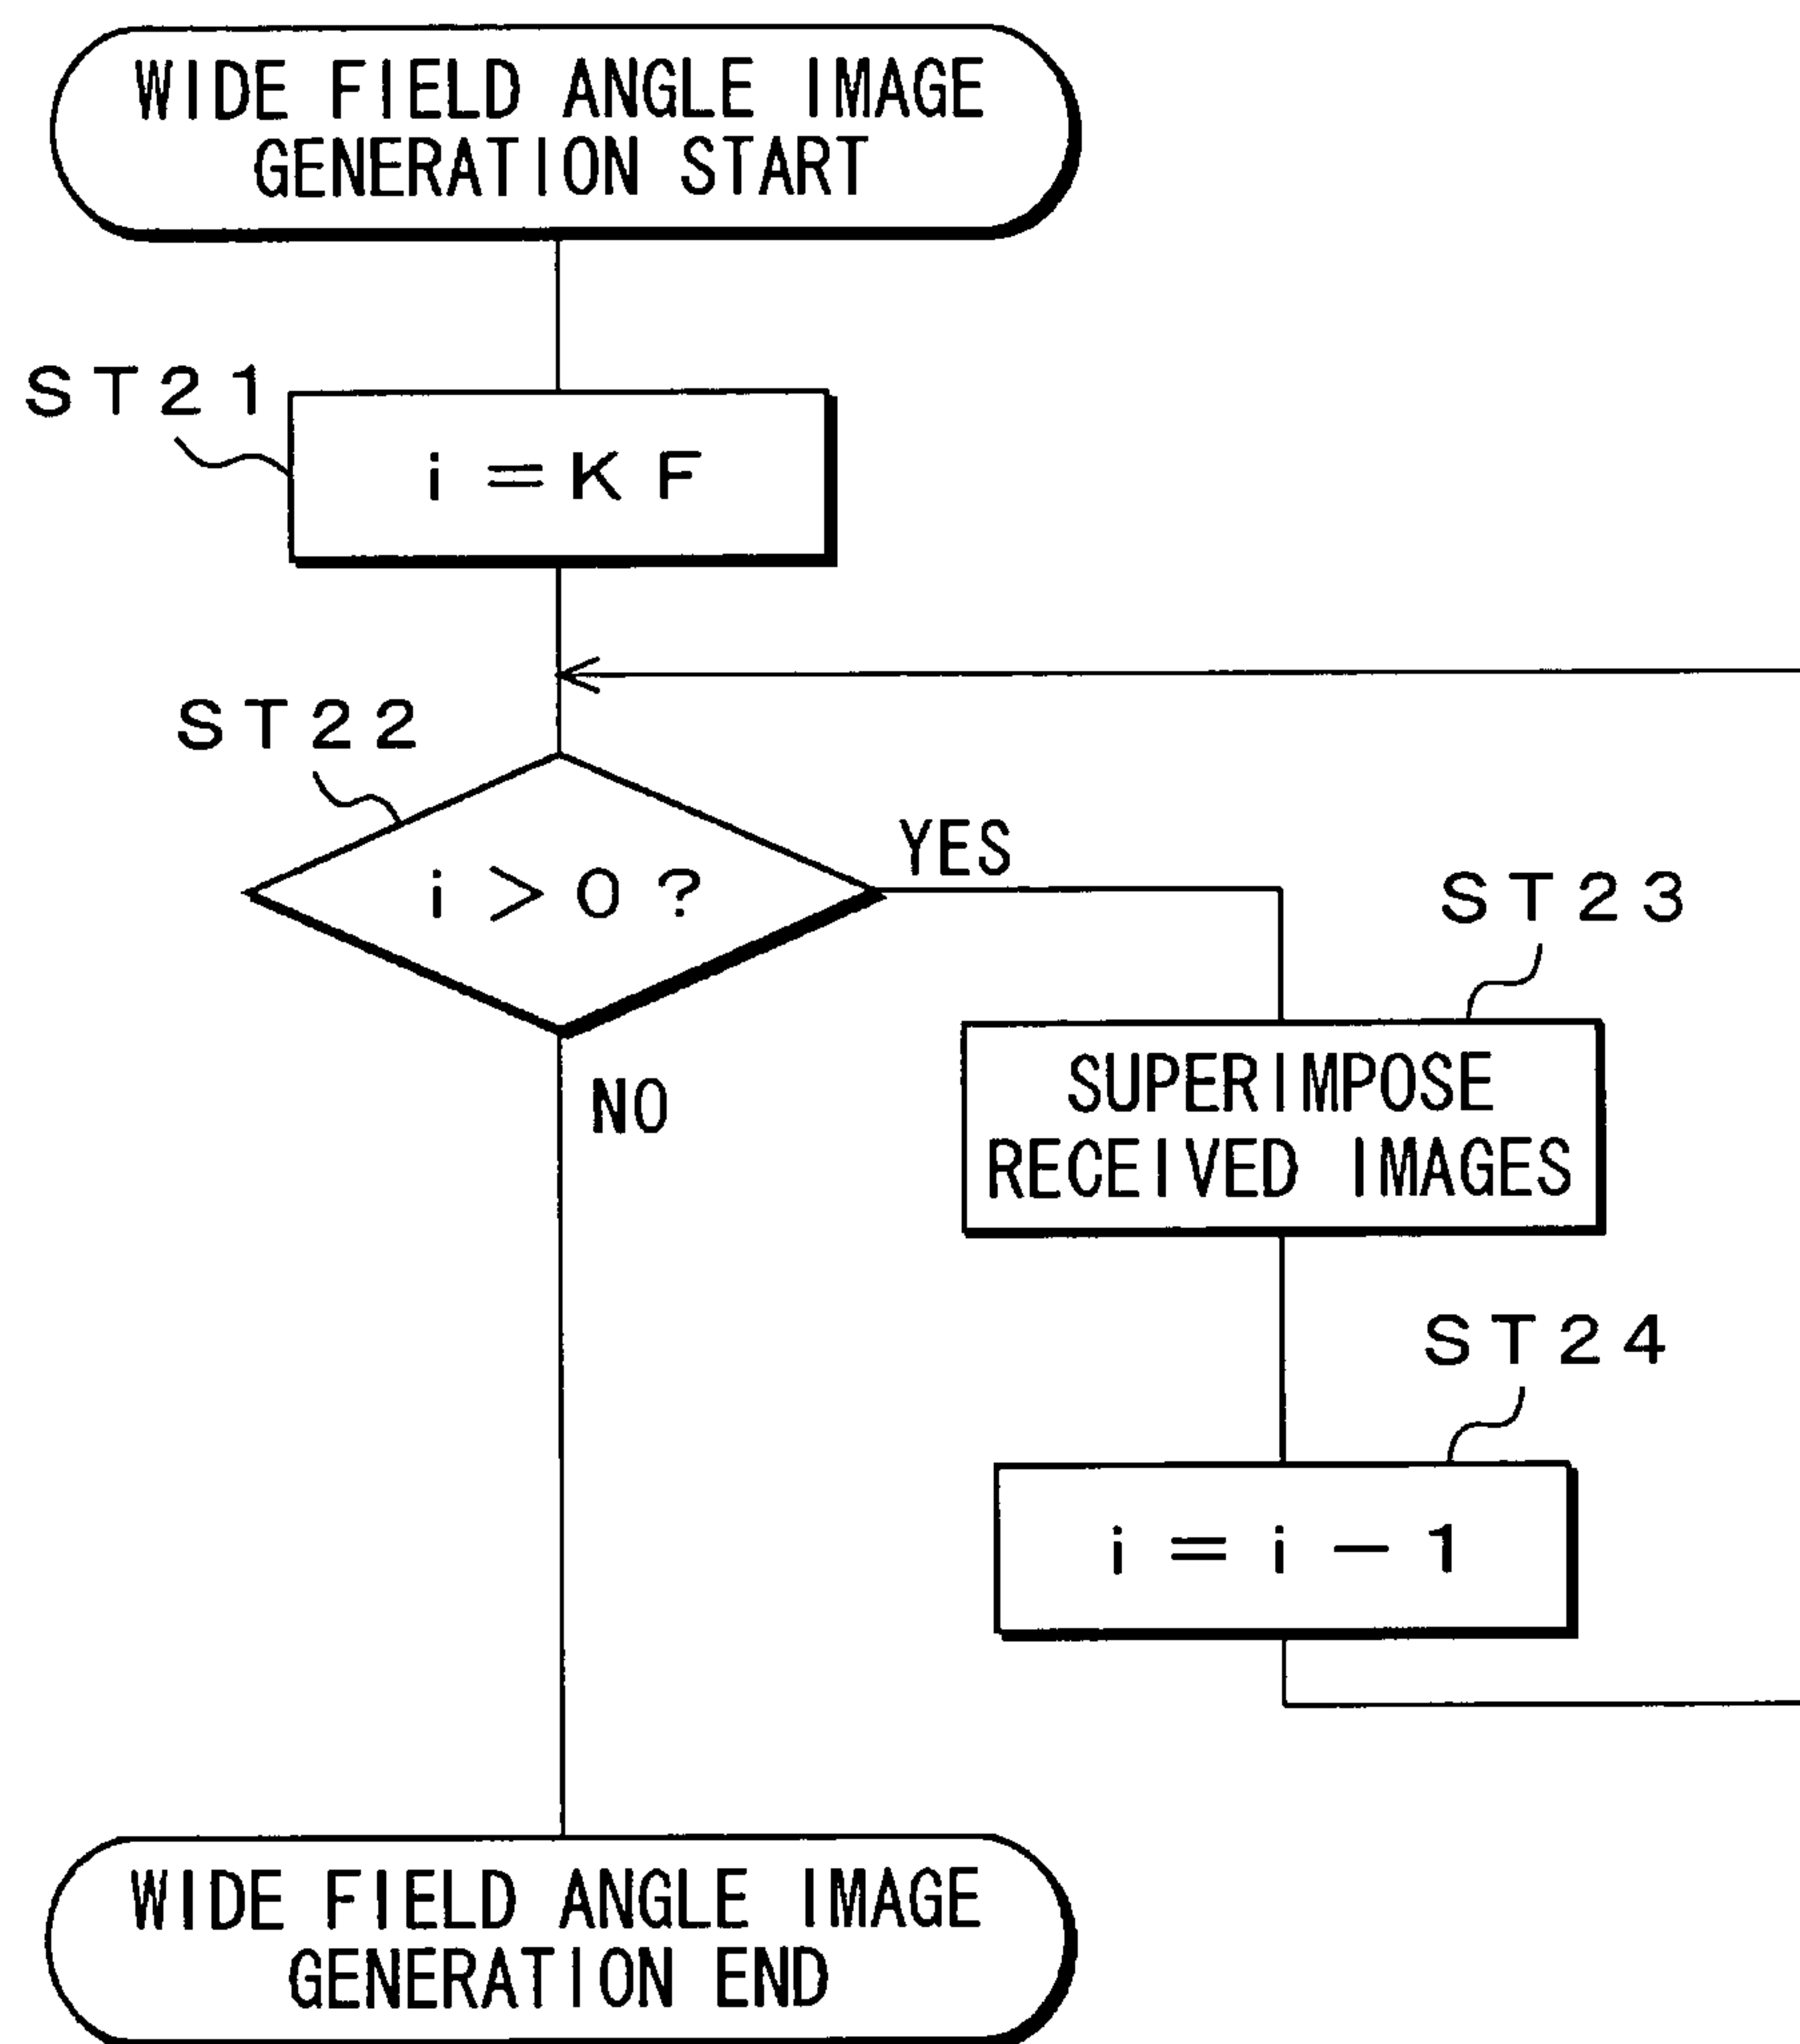 WIDE FIELD ANGLE IMAGE
GENERATION START
ST21
i = K F
ST22
i > 0 ?
YES
NO
ST23
SUPERIMPOSE
RECEIVED IMAGES
ST24
i = i - 1
WIDE FIELD ANGLE IMAGE
GENERATION END